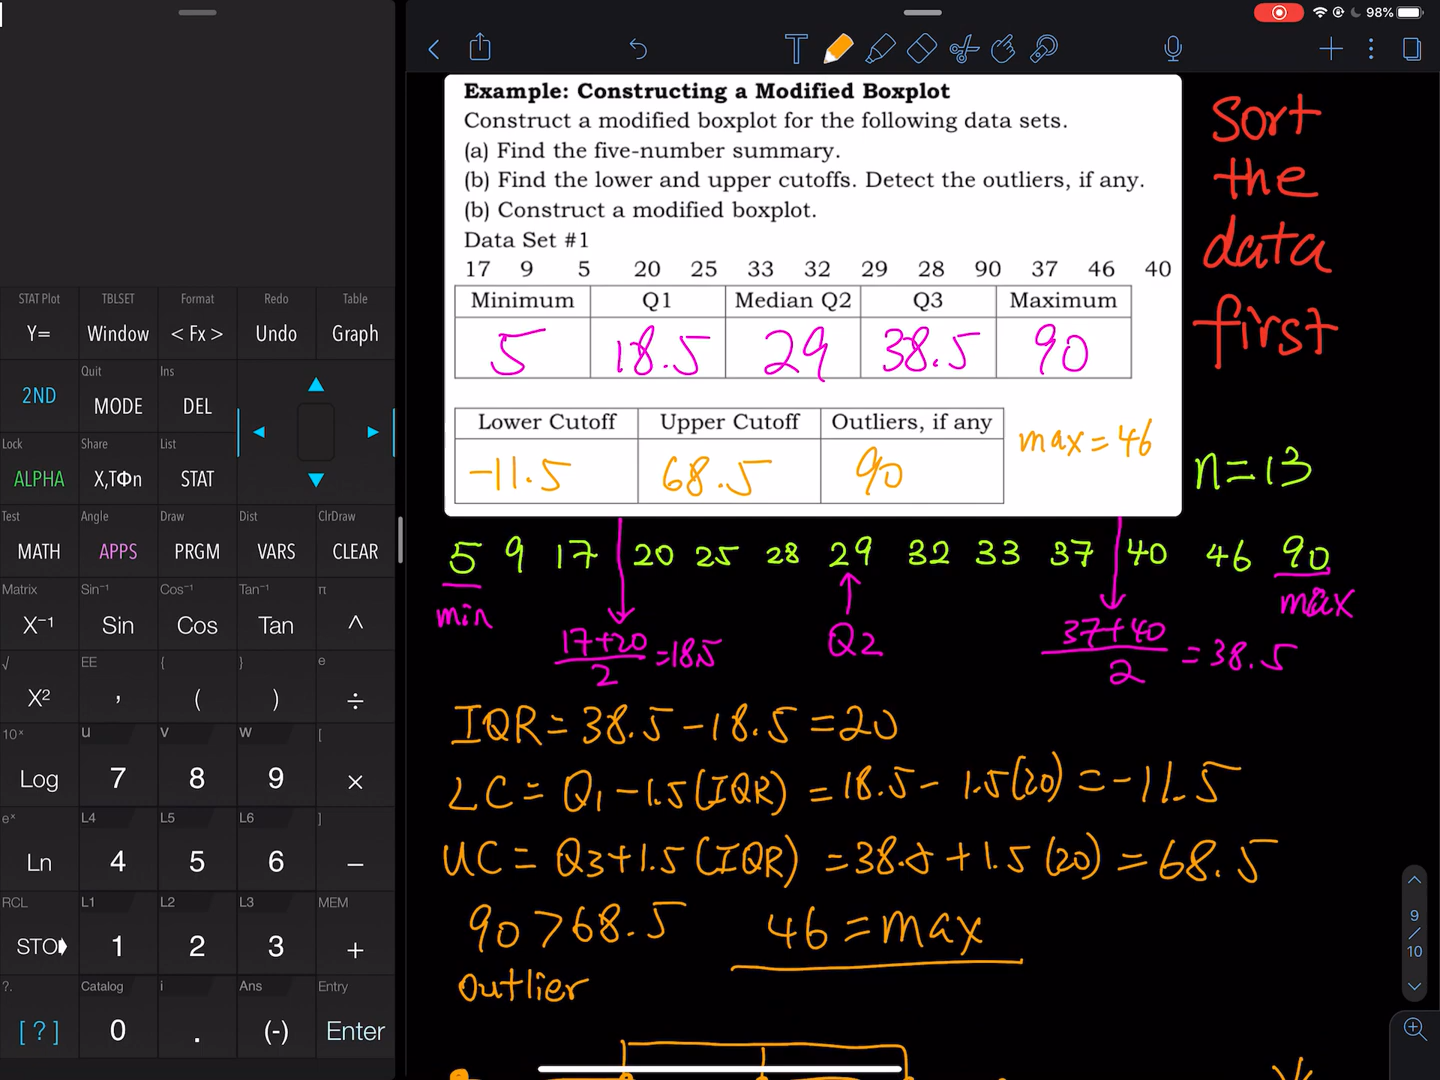 98%
T
Example: Constructing a Modified Boxplot
Construct a modified boxplot for the following data sets.
(a) Find the five-number summary.
(b) Find the lower and upper cutoffs. Detect the outliers, if any.
(b) Construct a modified boxplot.
Data Set #1
17 9 5 20 25 33 32 29 28 90 37 46 40
Minimum Q1 Median Q2 Q3 Maximum
5 18.5 29 38.5 90
Lower Cutoff Upper Cutoff Outliers, if any
-11.5 68.5 90
max = 46
Sort
the
data
first
n=13
5 9 17 20 25 28 29 32 33 37 40 46 90
min
17+20
2
=18.5
Q2
37+40
2
=38.5
max
IQR = 38.5 - 18.5 = 20
LC = Q1 - 1.5(IQR) = 18.5 - 1.5(20) = -11.5
UC = Q3 + 1.5(IQR) = 38.5 + 1.5(20) = 68.5
90 > 68.5 46 = max
outlier
9
/
10
STAT Plot TBLSET Format Redo Table
Y= Window < Fx > Undo Graph
Quit Ins
2ND MODE DEL
Lock Share List
ALPHA X,TΦn STAT
Test Angle Draw Dist ClrDraw
MATH APPS PRGM VARS CLEAR
Matrix Sin⁻¹ Cos⁻¹ Tan⁻¹ π
X⁻¹ Sin Cos Tan ^
√ EE { } e
X² , ( ) ÷
10ˣ u v w [
Log 7 8 9 ×
eˣ L4 L5 L6 ]
Ln 4 5 6 −
RCL L1 L2 L3 MEM
STO 1 2 3 +
?. Catalog i Ans Entry
[ ? ] 0 . (-) Enter